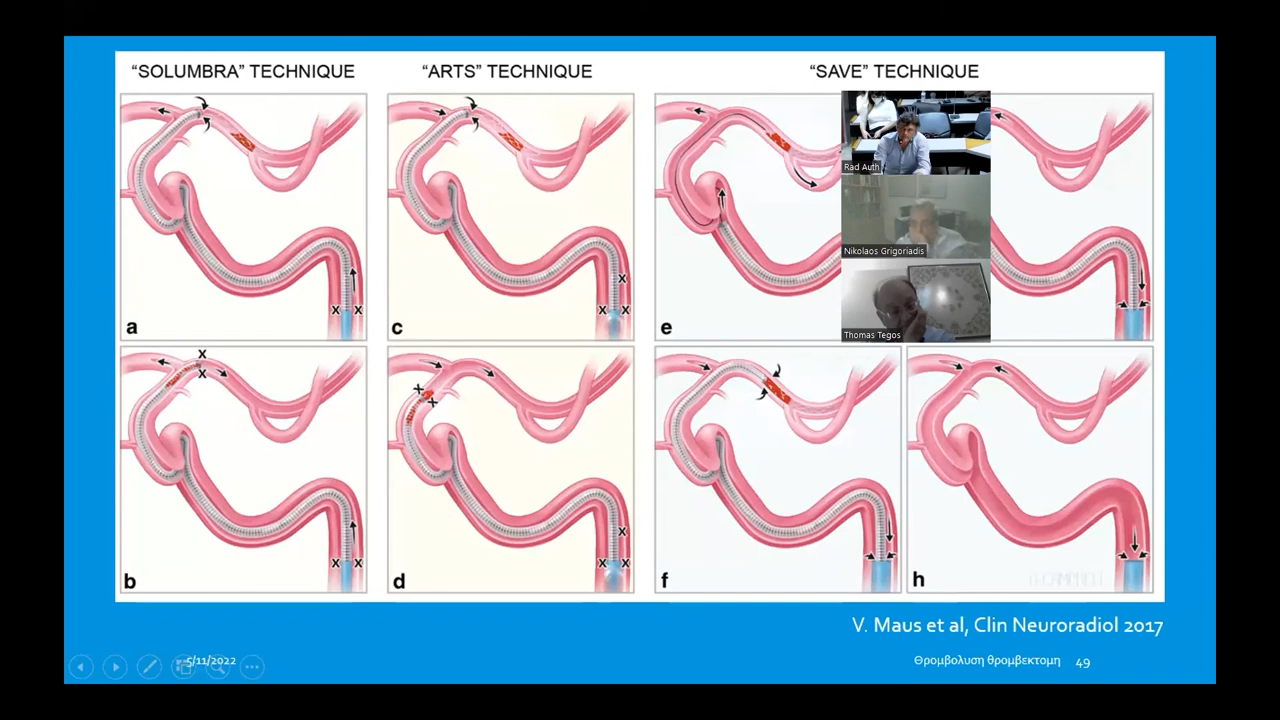 “SOLUMBRA” TECHNIQUE
“ARTS” TECHNIQUE
“SAVE” TECHNIQUE
Rad Auth
Nikolaos Grigoriadis
Thomas Tegos
x x
a
x
x x
c
e
x
x
x x
b
x
x
x
x x
d
f
h
V. Maus et al, Clin Neuroradiol 2017
5/11/2022
Θρομβολυση θρομβεκτομη
49